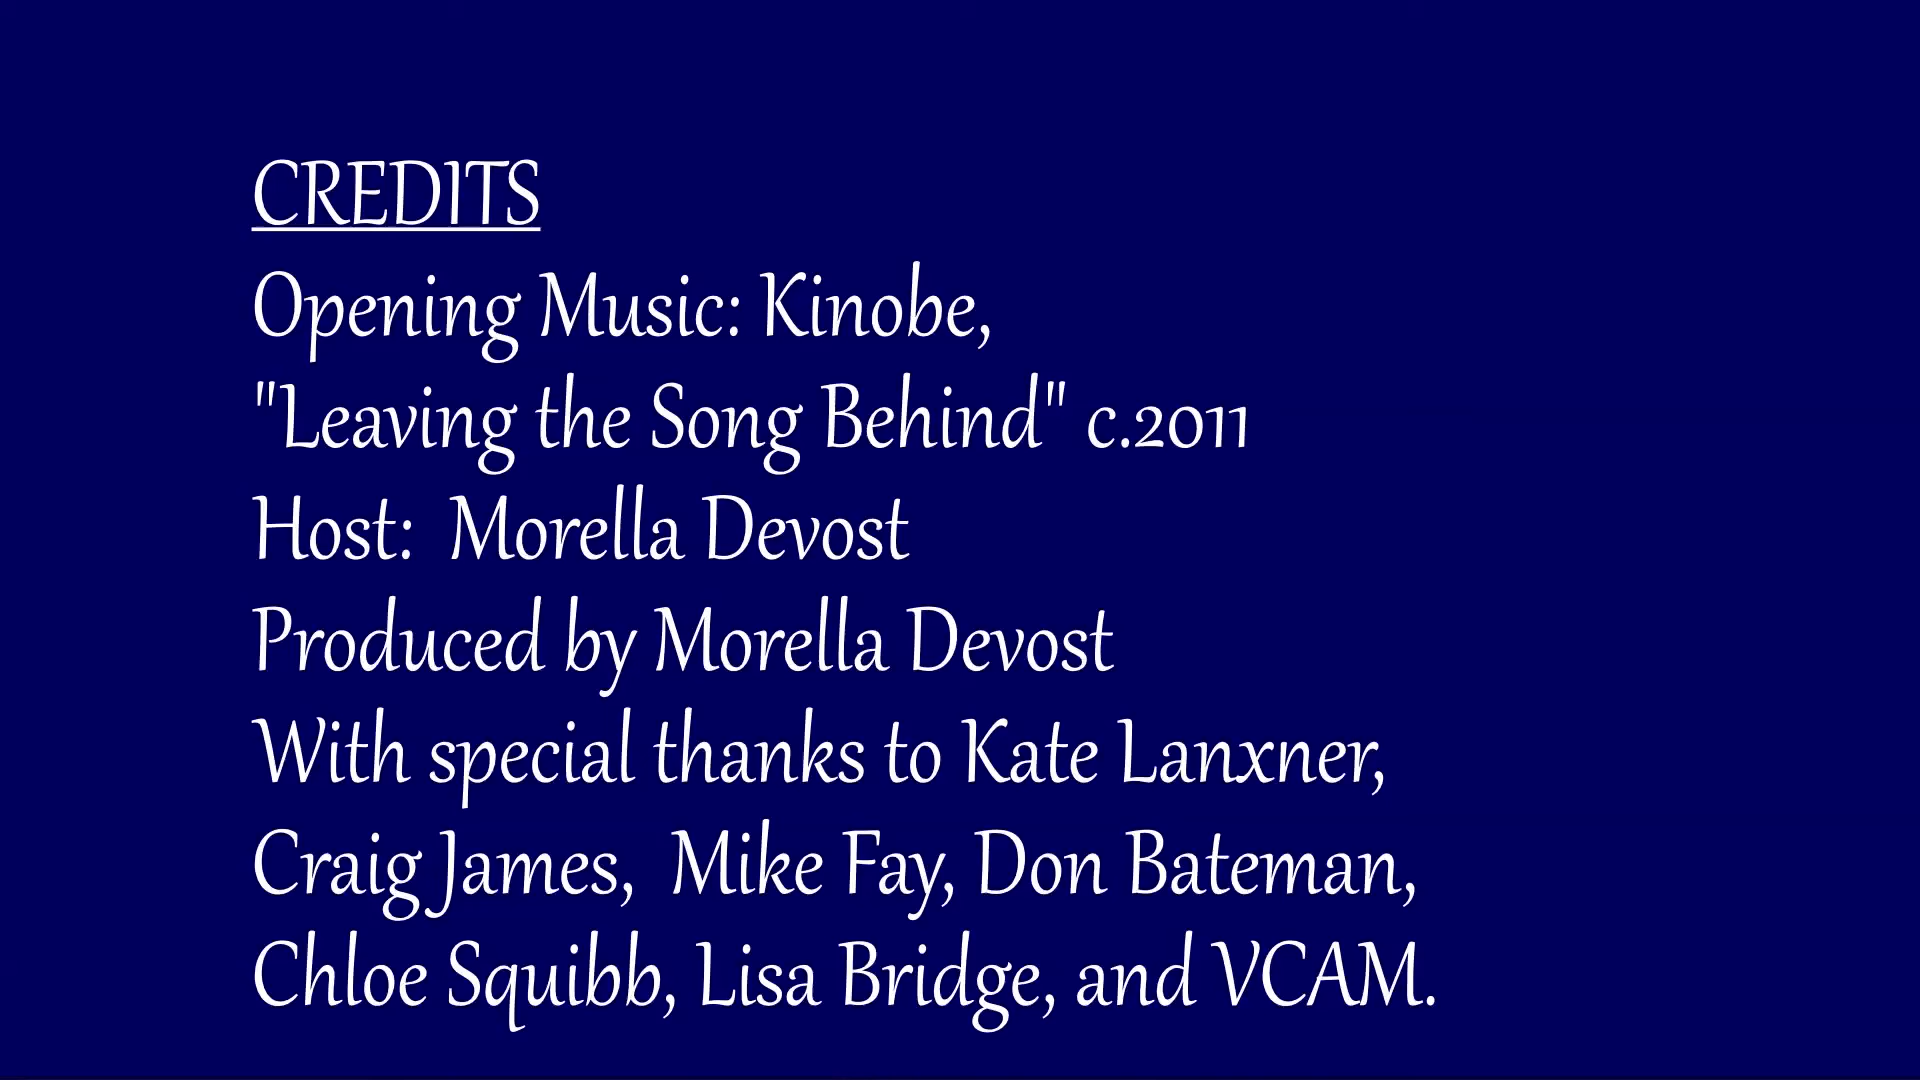 CREDITS
Opening Music: Kinobe,
"Leaving the Song Behind" c.2011
Host:  Morella Devost
Produced by Morella Devost
With special thanks to Kate Lanxner,
Craig James,  Mike Fay, Don Bateman,
Chloe Squibb, Lisa Bridge, and VCAM.